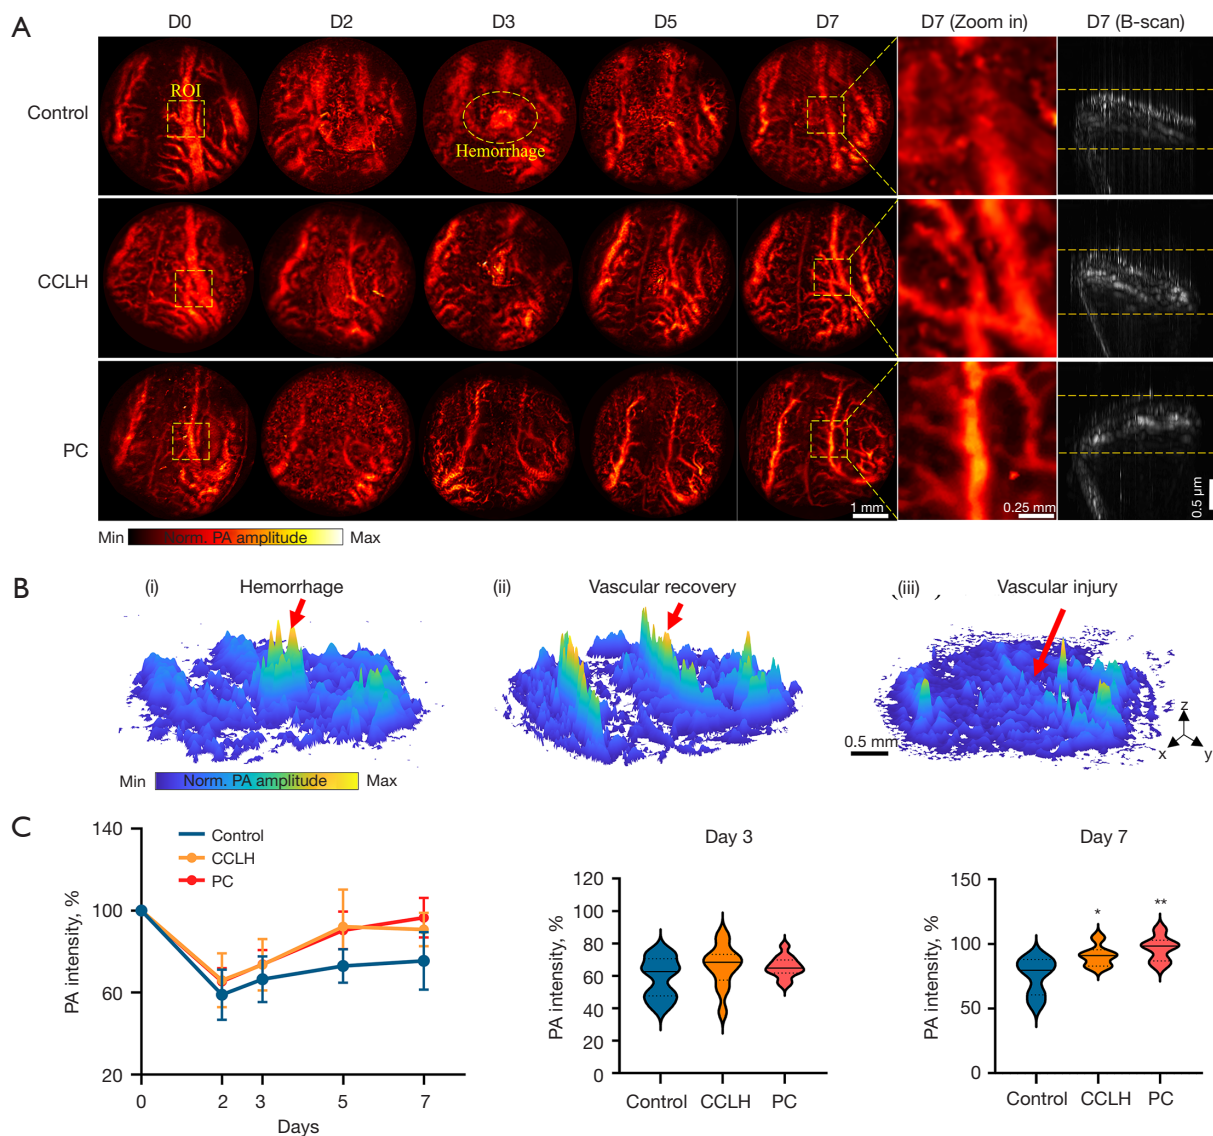 A
D0 D2 D3 D5 D7 D7 (Zoom in) D7 (B-scan)
Control
ROI
Hemorrhage
CCLH
PC
1 mm
0.25 mm
0.5 µm
Min Norm. PA amplitude Max
B
(i) Hemorrhage
(ii) Vascular recovery
(iii) Vascular injury
0.5 mm
z
x
y
Min Norm. PA amplitude Max
C
PA intensity, %
140
100
60
20
0 2 3 5 7
Days
Control
CCLH
PC
Day 3
PA intensity, %
120
100
80
60
40
20
0
Control CCLH PC
Day 7
PA intensity, %
150
100
50
0
* **
Control CCLH PC